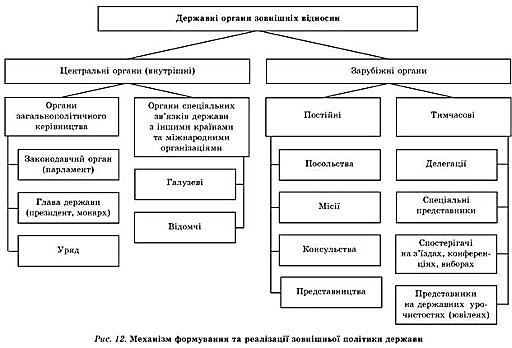 Державні органи зовнішніх відносин
Центральні органи (внутрішні)
Зарубіжні органи
Органи
загальнополітичного
керівництва
Органи спеціальних
зв'язків держави
з іншими країнами
та міжнародними
організаціями
Постійні
Тимчасові
Законодавчий орган
(парламент)
Глава держави
(президент, монарх)
Уряд
Галузеві
Відомчі
Посольства
Місії
Консульства
Представництва
Делегації
Спеціальні
представники
Спостерігачі
на з'їздах, конферен-
ціях, виборах
Представники
на державних уро-
чистостях (ювілеях)
Рис. 12. Механізм формування та реалізації зовнішньої політики держави